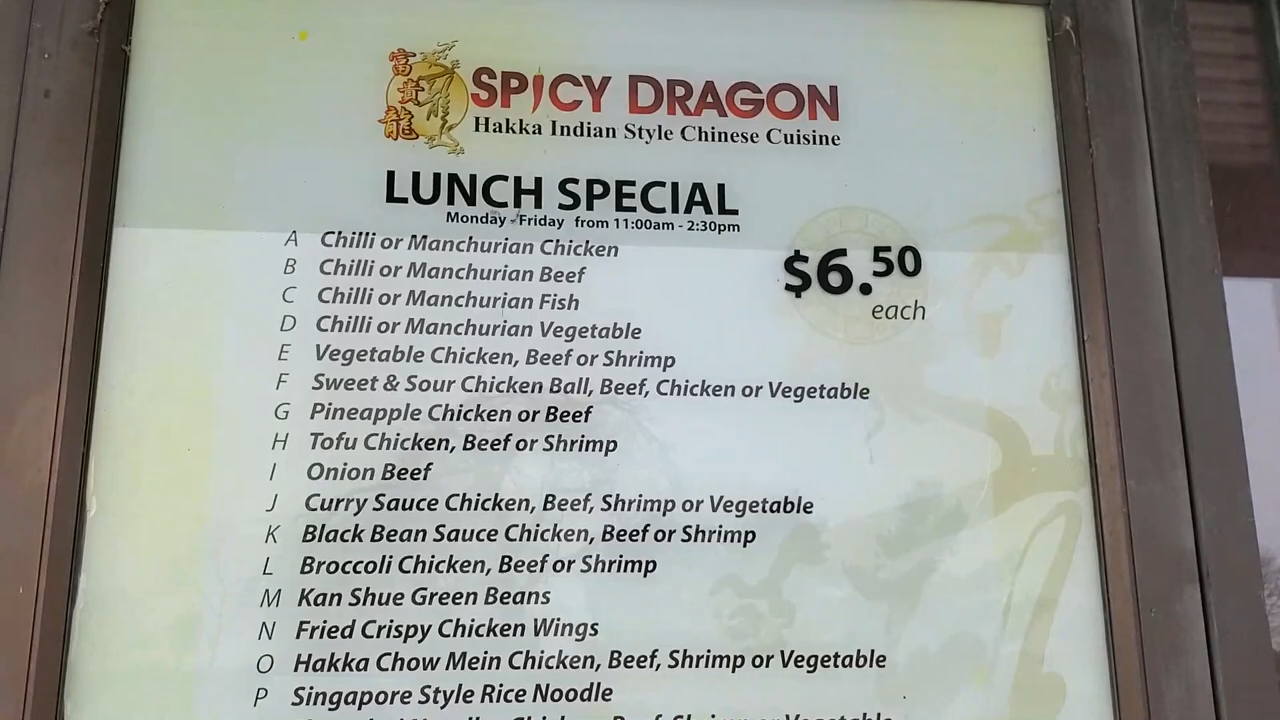 富
貴
龍
SPICY DRAGON
Hakka Indian Style Chinese Cuisine
LUNCH SPECIAL
Monday - Friday from 11:00am - 2:30pm
$6.50
each
A Chilli or Manchurian Chicken
B Chilli or Manchurian Beef
C Chilli or Manchurian Fish
D Chilli or Manchurian Vegetable
E Vegetable Chicken, Beef or Shrimp
F Sweet & Sour Chicken Ball, Beef, Chicken or Vegetable
G Pineapple Chicken or Beef
H Tofu Chicken, Beef or Shrimp
I Onion Beef
J Curry Sauce Chicken, Beef, Shrimp or Vegetable
K Black Bean Sauce Chicken, Beef or Shrimp
L Broccoli Chicken, Beef or Shrimp
M Kan Shue Green Beans
N Fried Crispy Chicken Wings
O Hakka Chow Mein Chicken, Beef, Shrimp or Vegetable
P Singapore Style Rice Noodle
Chicken, Beef, Shrimp or Vegetable